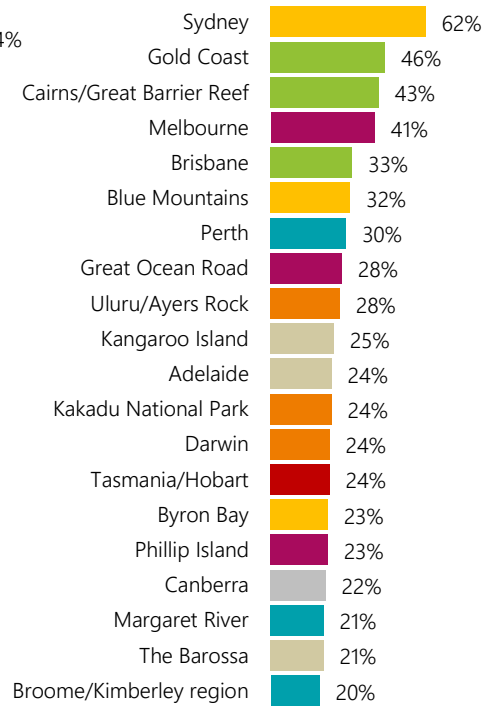 Sydney 62%
4%
Gold Coast 46%
Cairns/Great Barrier Reef 43%
Melbourne 41%
Brisbane 33%
Blue Mountains 32%
Perth 30%
Great Ocean Road 28%
Uluru/Ayers Rock 28%
Kangaroo Island 25%
Adelaide 24%
Kakadu National Park 24%
Darwin 24%
Tasmania/Hobart 24%
Byron Bay 23%
Phillip Island 23%
Canberra 22%
Margaret River 21%
The Barossa 21%
Broome/Kimberley region 20%